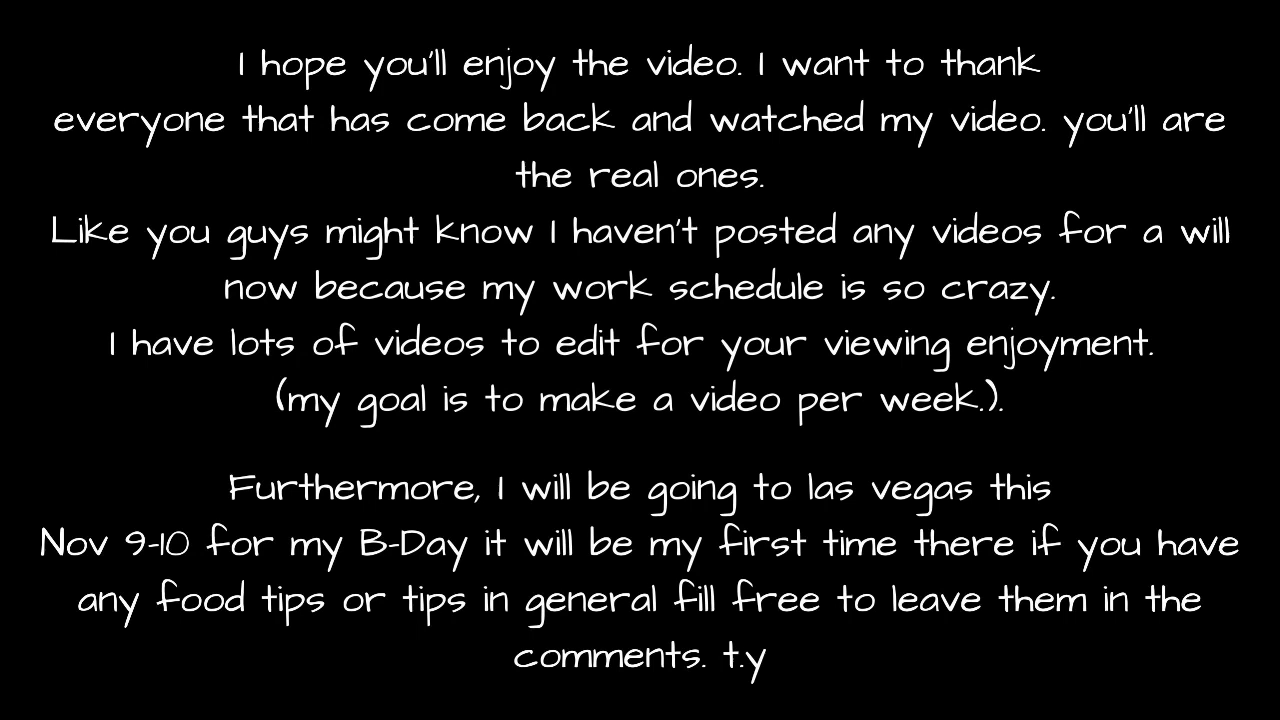 I hope you'll enjoy the video. I want to thank
everyone that has come back and watched my video. you'll are
the real ones.
Like you guys might know I haven't posted any videos for a will
now because my work schedule is so crazy.
I have lots of videos to edit for your viewing enjoyment.
(my goal is to make a video per week.).
Furthermore, I will be going to las vegas this
Nov 9-10 for my B-Day it will be my first time there if you have
any food tips or tips in general fill free to leave them in the
comments. t.y